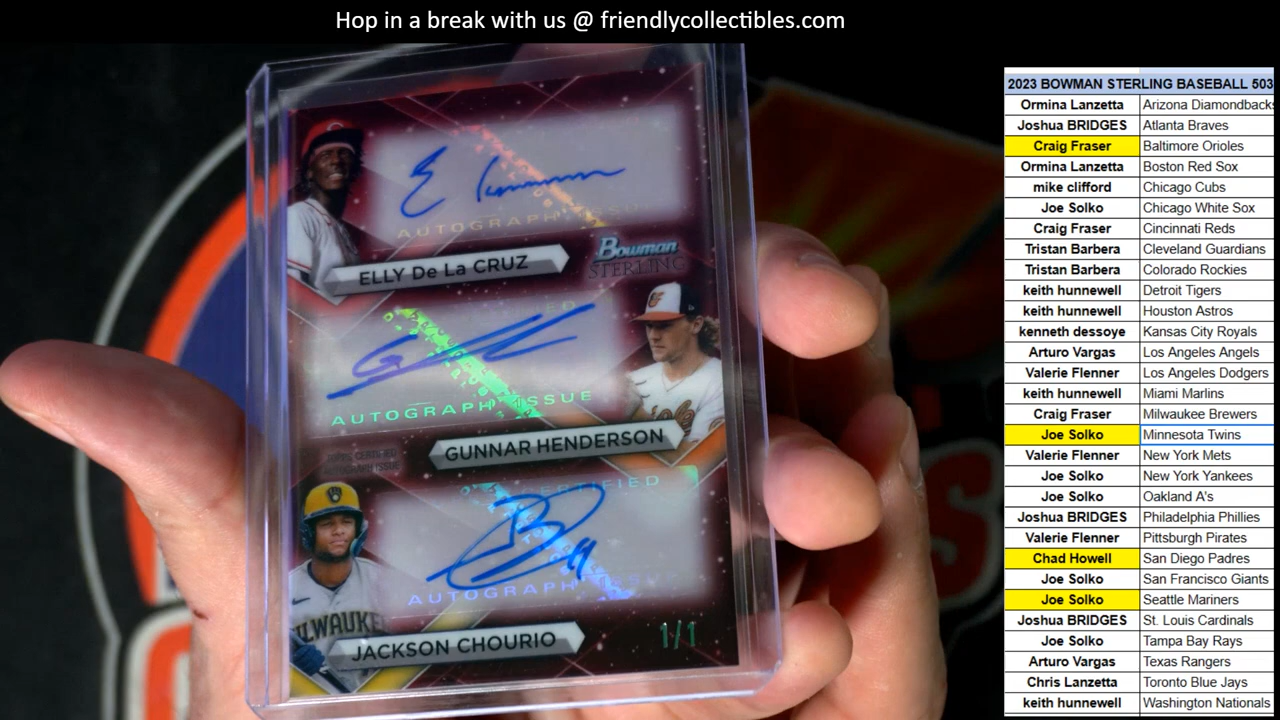 Hop in a break with us @ friendlycollectibles.com
AUTOGRAPH ISSUE
ELLY De La CRUZ
Bowman
STERLING
CERTIFIED
AUTOGRAPH ISSUE
GUNNAR HENDERSON
TOPPS CERTIFIED
AUTOGRAPH ISSUE
CERTIFIED
AUTOGRAPH ISSUE
MILWAUKEE
JACKSON CHOURIO
1/1
2023 BOWMAN STERLING BASEBALL 503
Ormina Lanzetta Arizona Diamondbacks
Joshua BRIDGES Atlanta Braves
Craig Fraser Baltimore Orioles
Ormina Lanzetta Boston Red Sox
mike clifford Chicago Cubs
Joe Solko Chicago White Sox
Craig Fraser Cincinnati Reds
Tristan Barbera Cleveland Guardians
Tristan Barbera Colorado Rockies
keith hunnewell Detroit Tigers
keith hunnewell Houston Astros
kenneth dessoye Kansas City Royals
Arturo Vargas Los Angeles Angels
Valerie Flenner Los Angeles Dodgers
keith hunnewell Miami Marlins
Craig Fraser Milwaukee Brewers
Joe Solko Minnesota Twins
Valerie Flenner New York Mets
Joe Solko New York Yankees
Joe Solko Oakland A's
Joshua BRIDGES Philadelphia Phillies
Valerie Flenner Pittsburgh Pirates
Chad Howell San Diego Padres
Joe Solko San Francisco Giants
Joe Solko Seattle Mariners
Joshua BRIDGES St. Louis Cardinals
Joe Solko Tampa Bay Rays
Arturo Vargas Texas Rangers
Chris Lanzetta Toronto Blue Jays
keith hunnewell Washington Nationals